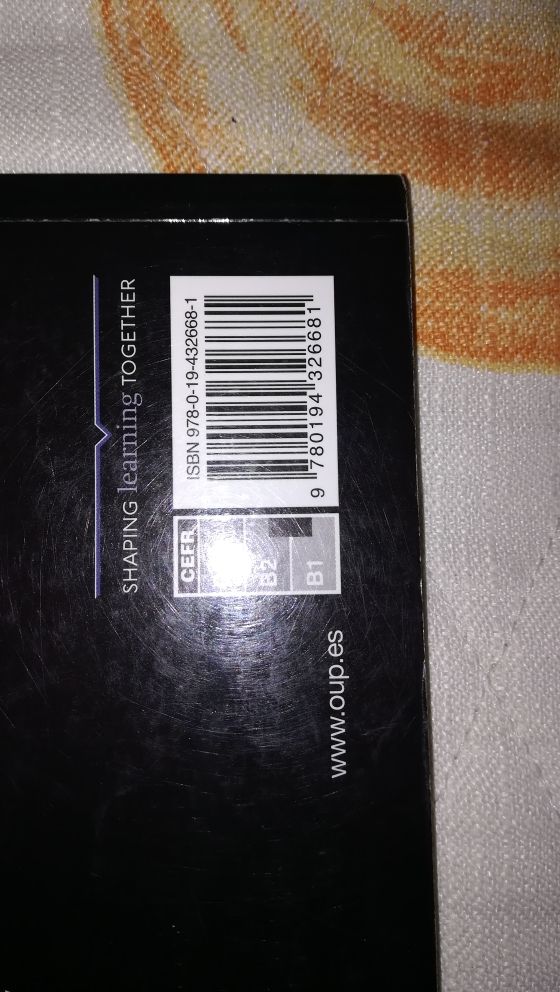 SHAPING learning TOGETHER
ISBN 978-0-19-432668-1
9 780194 326681
CEFR
B2
B1
www.oup.es